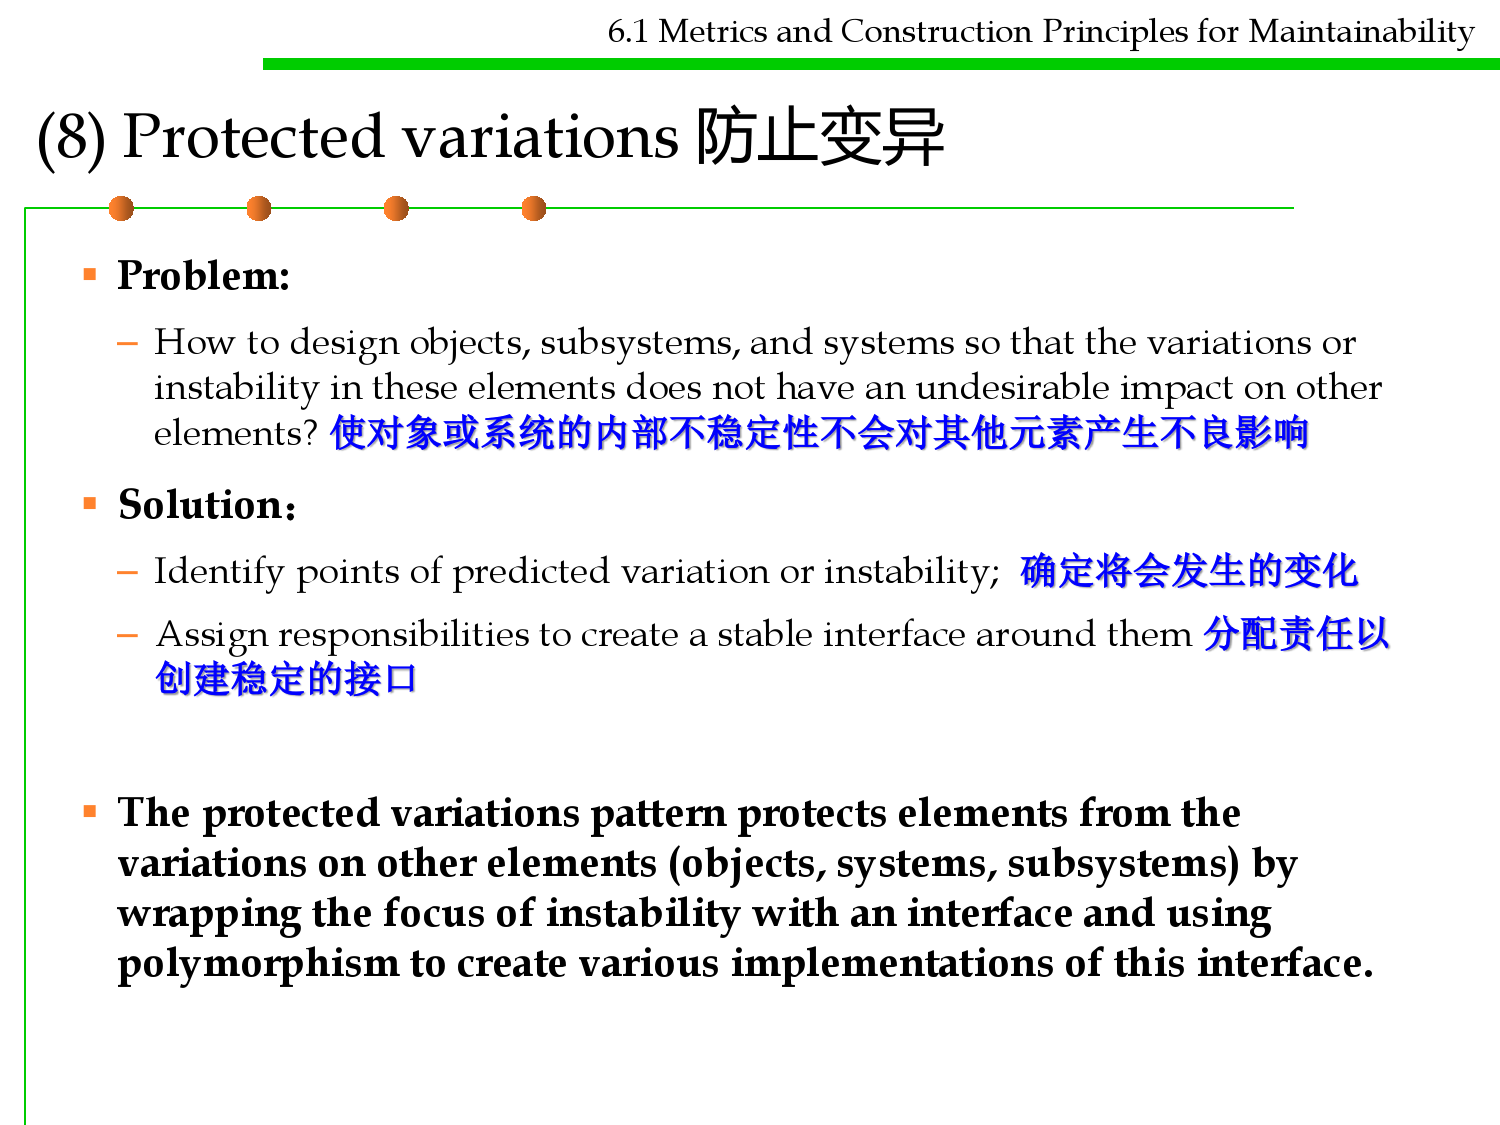 6.1 Metrics and Construction Principles for Maintainability
(8) Protected variations 防止变异
▪ Problem:
– How to design objects, subsystems, and systems so that the variations or
instability in these elements does not have an undesirable impact on other
elements? 使对象或系统的内部不稳定性不会对其他元素产生不良影响
▪ Solution：
– Identify points of predicted variation or instability; 确定将会发生的变化
– Assign responsibilities to create a stable interface around them 分配责任以
创建稳定的接口
▪ The protected variations pattern protects elements from the
variations on other elements (objects, systems, subsystems) by
wrapping the focus of instability with an interface and using
polymorphism to create various implementations of this interface.